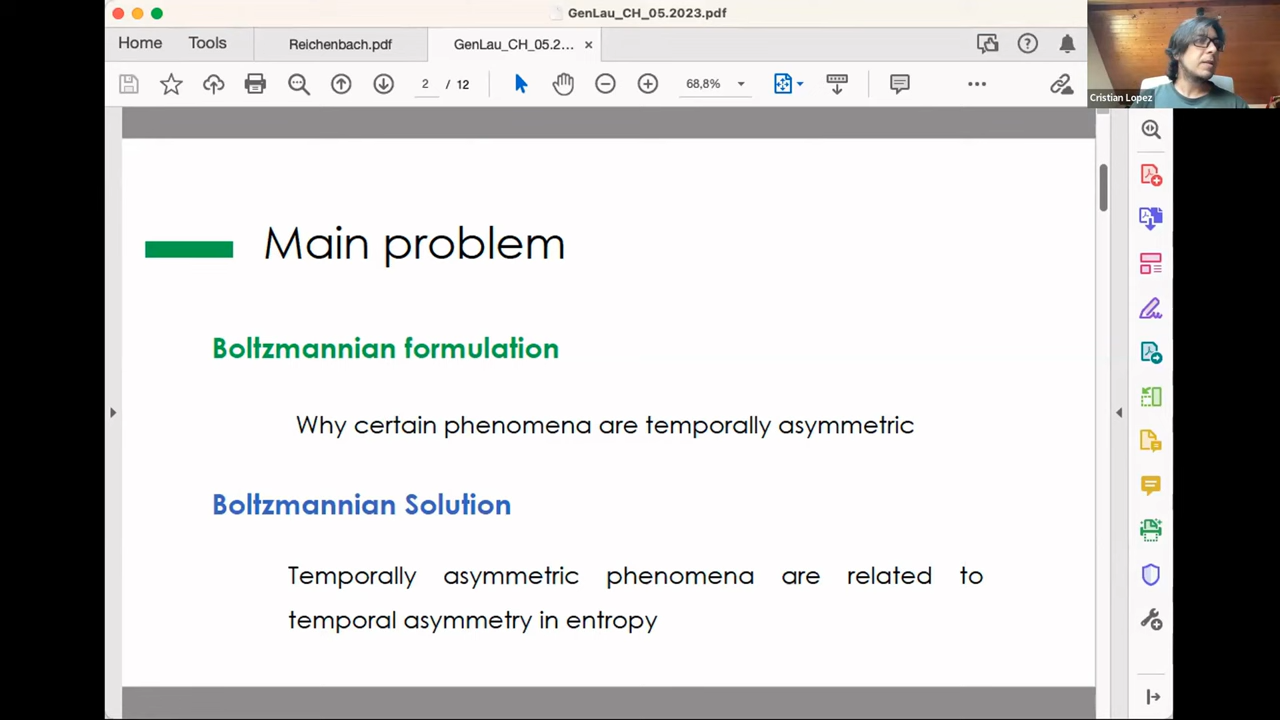 GenLau_CH_05.2023.pdf
Home Tools Reichenbach.pdf GenLau_CH_05.2... ×
2 / 12 68,8%
Cristian Lopez
Main problem
Boltzmannian formulation
Why certain phenomena are temporally asymmetric
Boltzmannian Solution
Temporally asymmetric phenomena are related to
temporal asymmetry in entropy